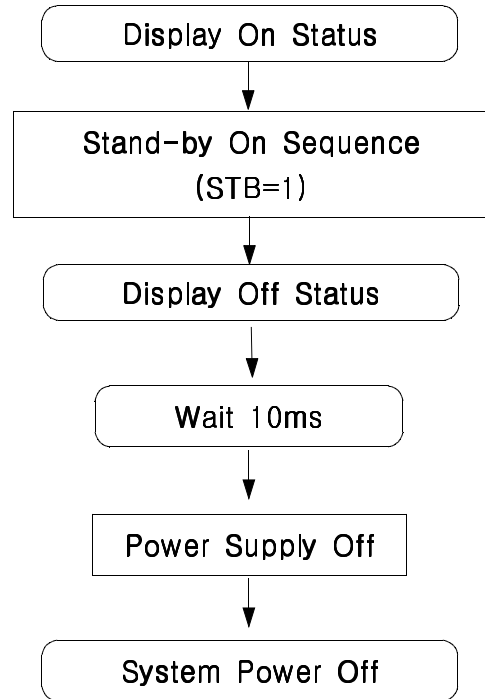 Display On Status
Stand-by On Sequence
(STB=1)
Display Off Status
Wait 10ms
Power Supply Off
System Power Off